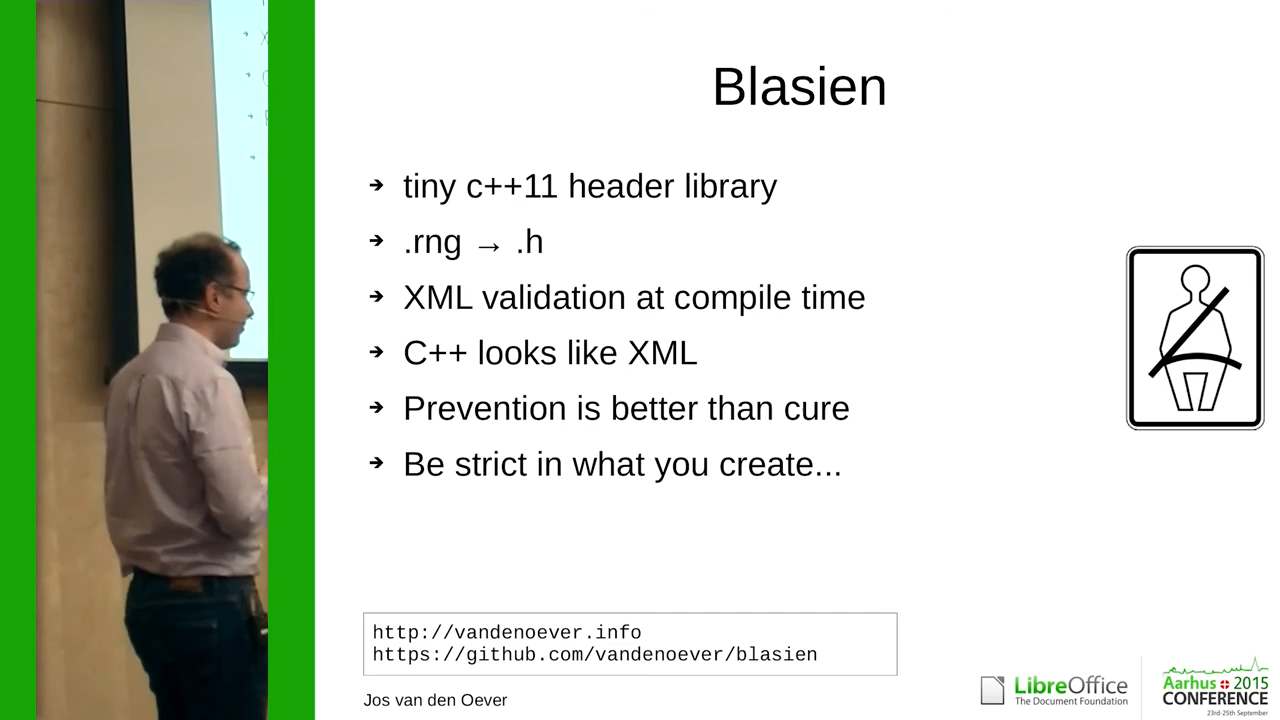 Blasien
➔ tiny c++11 header library
➔ .rng → .h
➔ XML validation at compile time
➔ C++ looks like XML
➔ Prevention is better than cure
➔ Be strict in what you create...
http://vandenoever.info
https://github.com/vandenoever/blasien
Jos van den Oever
LibreOffice
The Document Foundation
Aarhus 2015
CONFERENCE
23rd-25th September